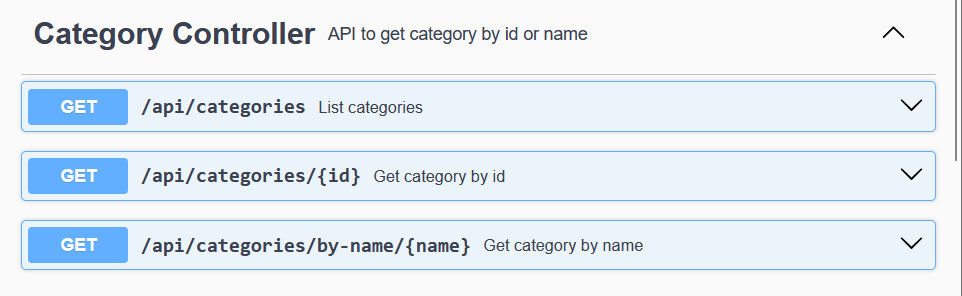 Category Controller API to get category by id or name
GET /api/categories List categories
GET /api/categories/{id} Get category by id
GET /api/categories/by-name/{name} Get category by name